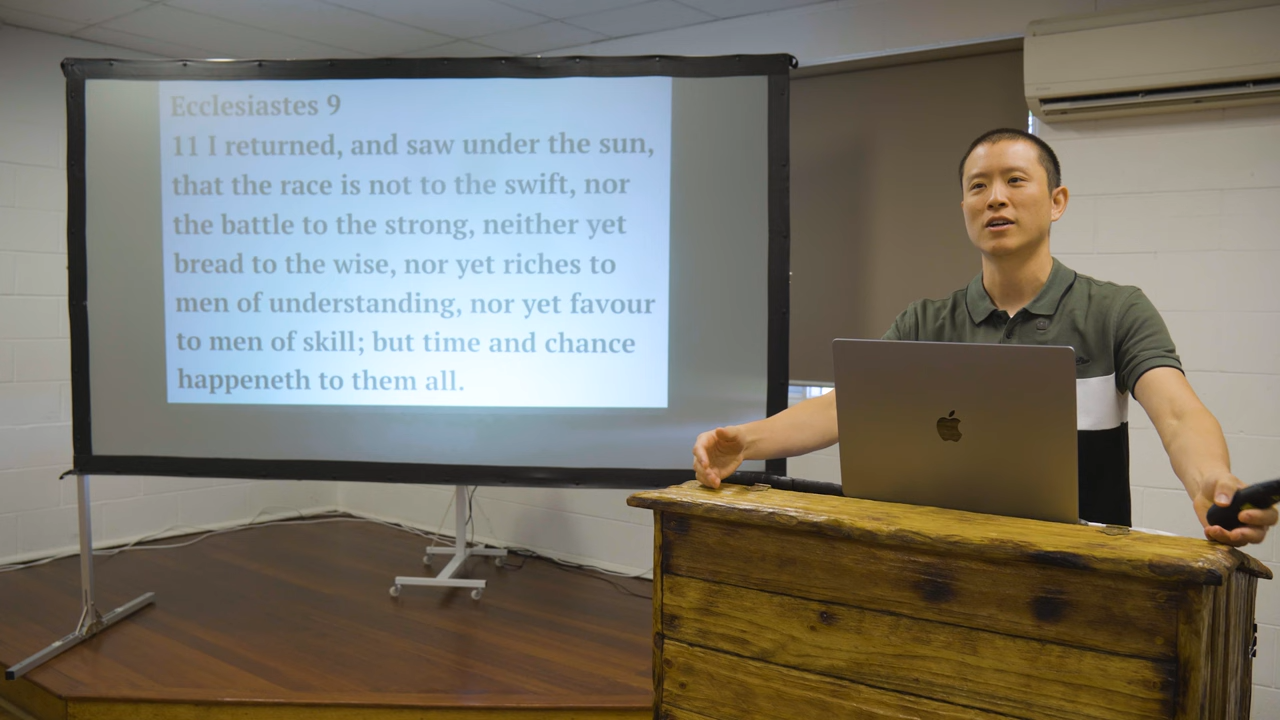 Ecclesiastes 9
11 I returned, and saw under the sun,
that the race is not to the swift, nor
the battle to the strong, neither yet
bread to the wise, nor yet riches to
men of understanding, nor yet favour
to men of skill; but time and chance
happeneth to them all.